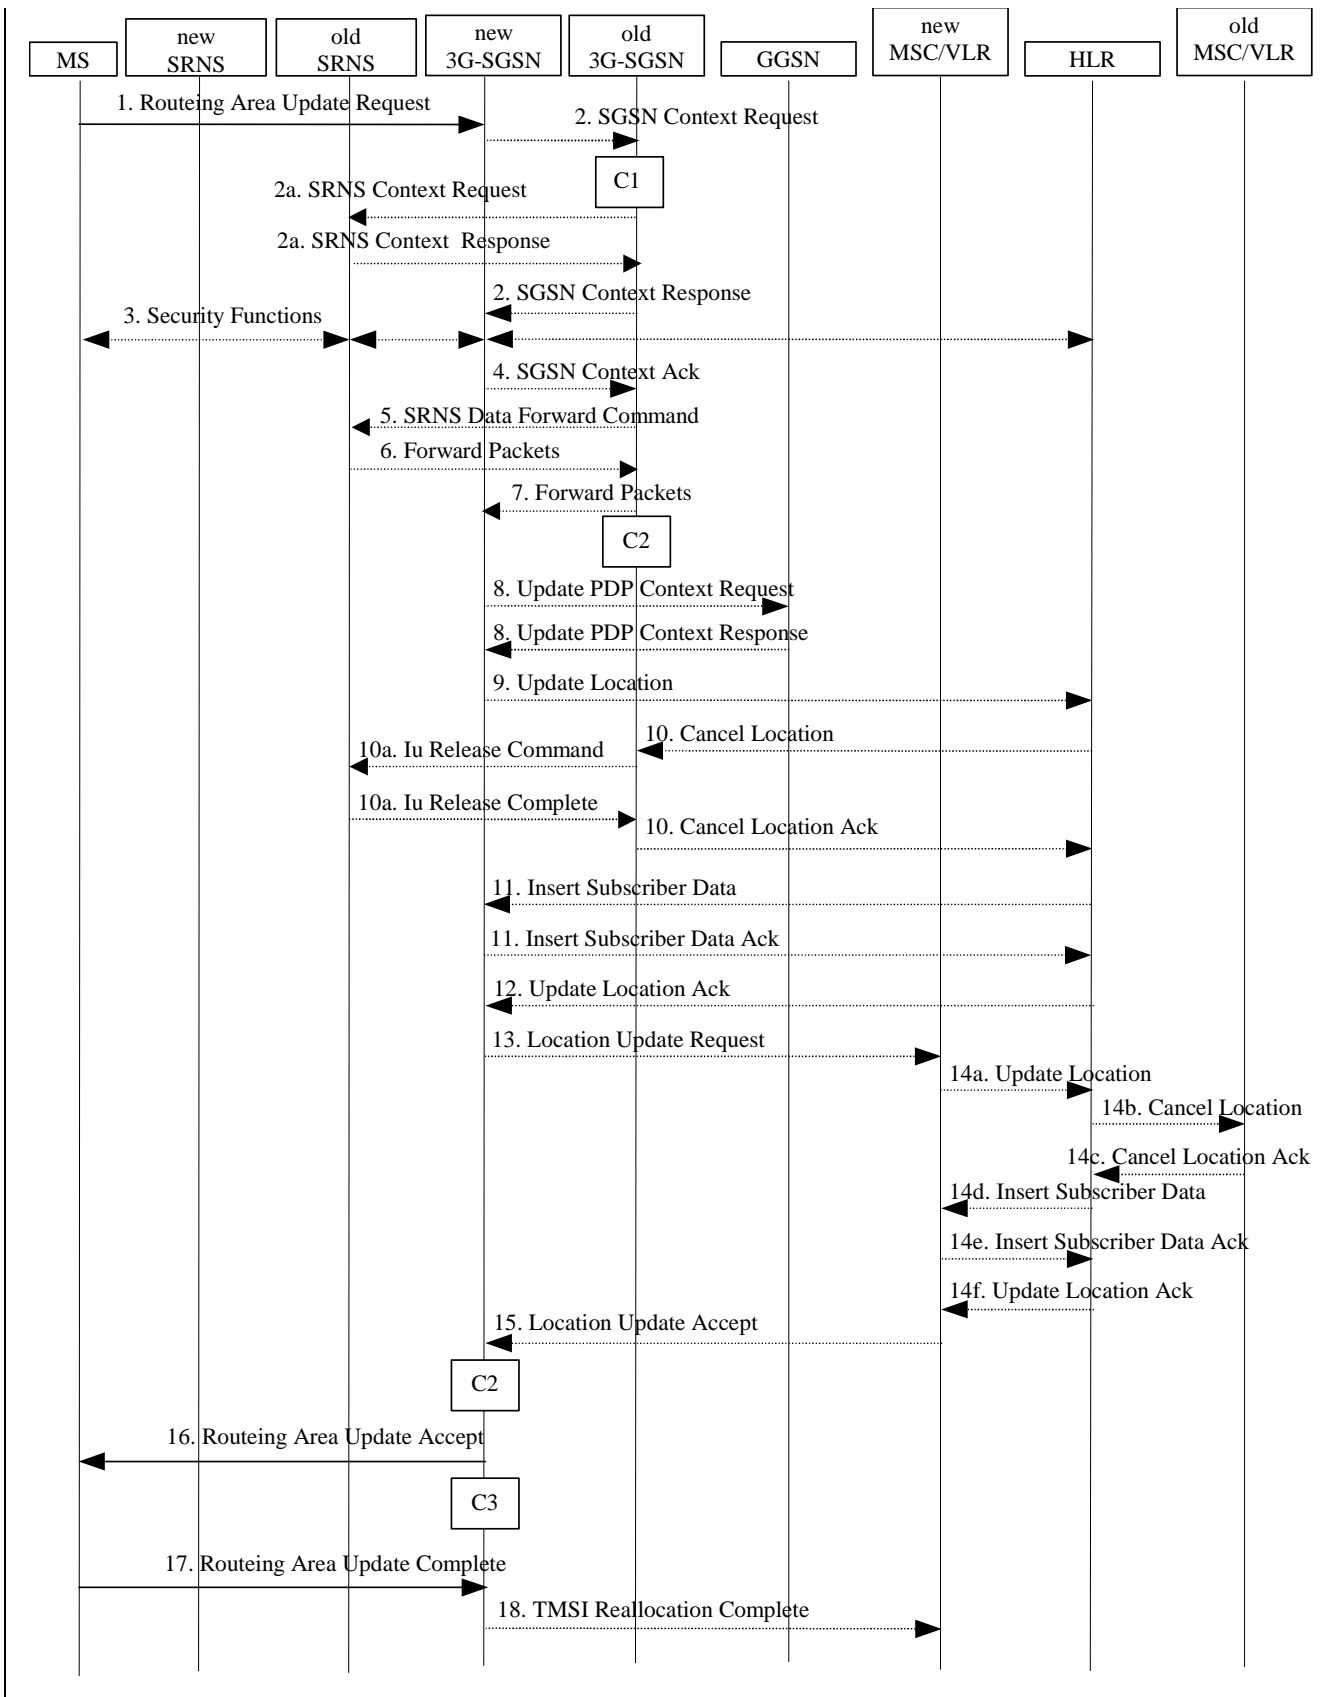 MS
new
SRNS
old
SRNS
new
3G-SGSN
old
3G-SGSN
GGSN
new
MSC/VLR
HLR
old
MSC/VLR
1. Routeing Area Update Request
2. SGSN Context Request
C1
2a. SRNS Context Request
2a. SRNS Context Response
2. SGSN Context Response
3. Security Functions
4. SGSN Context Ack
5. SRNS Data Forward Command
6. Forward Packets
7. Forward Packets
C2
8. Update PDP Context Request
8. Update PDP Context Response
9. Update Location
10. Cancel Location
10a. Iu Release Command
10a. Iu Release Complete
10. Cancel Location Ack
11. Insert Subscriber Data
11. Insert Subscriber Data Ack
12. Update Location Ack
13. Location Update Request
14a. Update Location
14b. Cancel Location
14c. Cancel Location Ack
14d. Insert Subscriber Data
14e. Insert Subscriber Data Ack
14f. Update Location Ack
15. Location Update Accept
C2
16. Routeing Area Update Accept
C3
17. Routeing Area Update Complete
18. TMSI Reallocation Complete